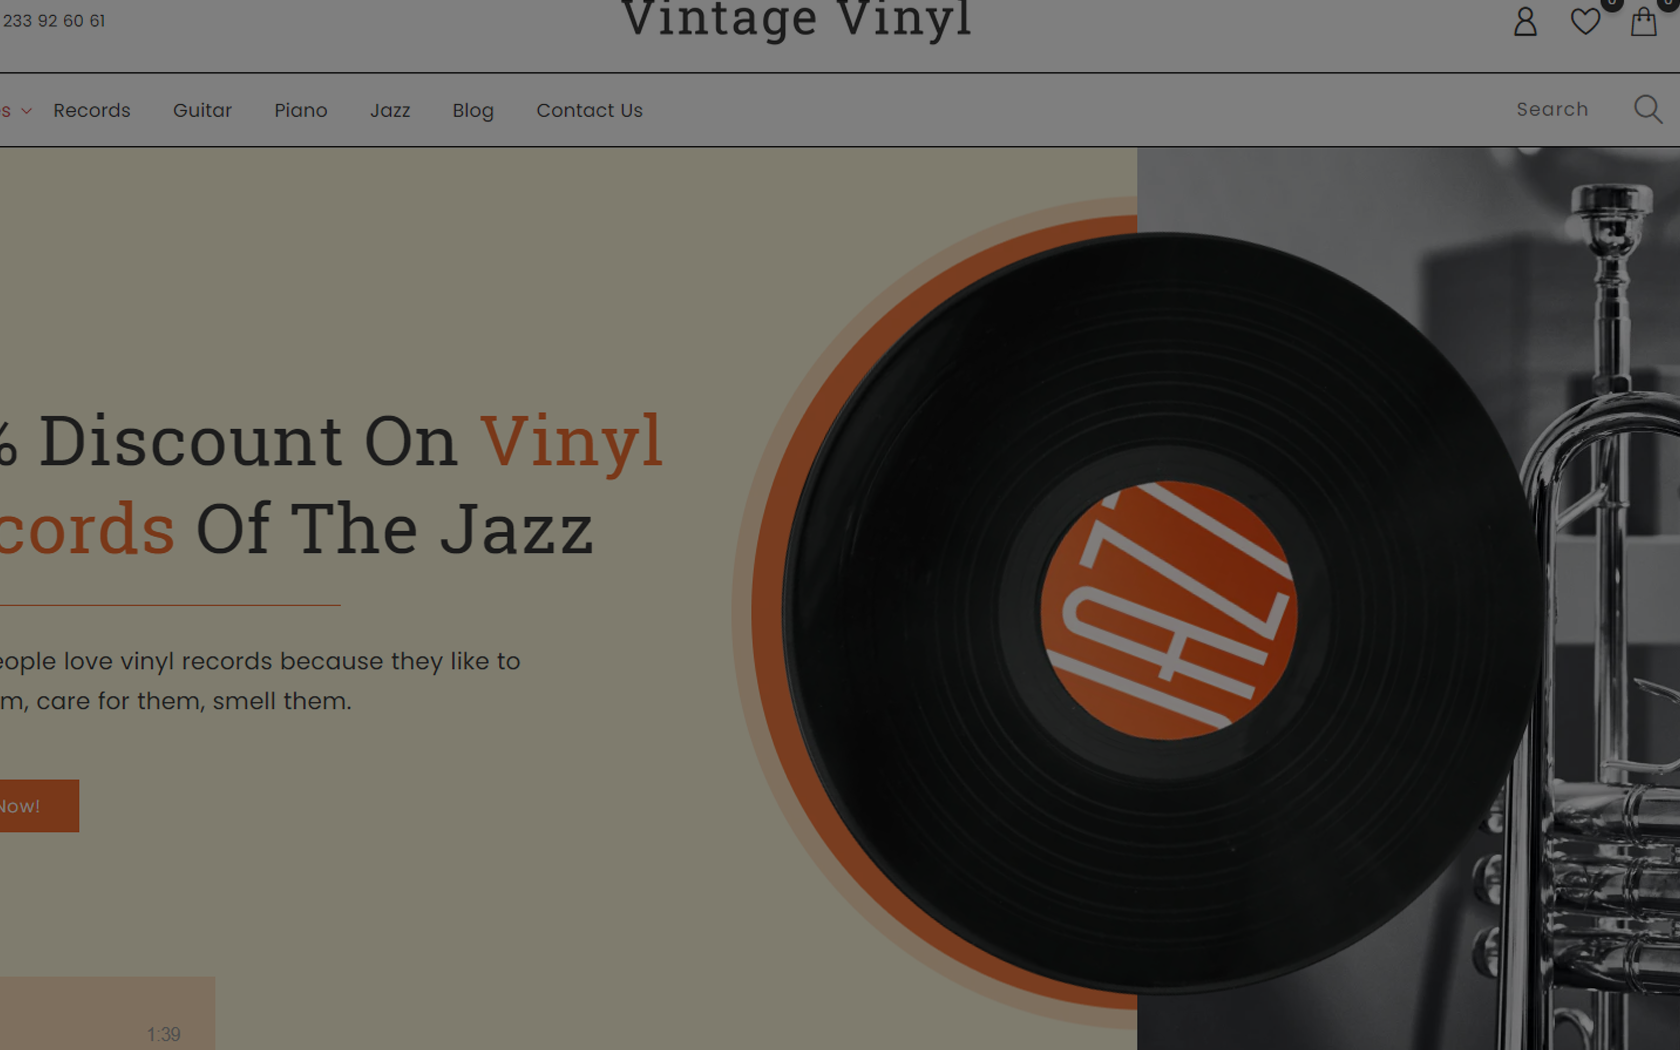 233 92 60 61
Vintage Vinyl
Records Guitar Piano Jazz Blog Contact Us
Search
% Discount On Vinyl
cords Of The Jazz
eople love vinyl records because they like to
m, care for them, smell them.
Now!
JAZZ
1:39